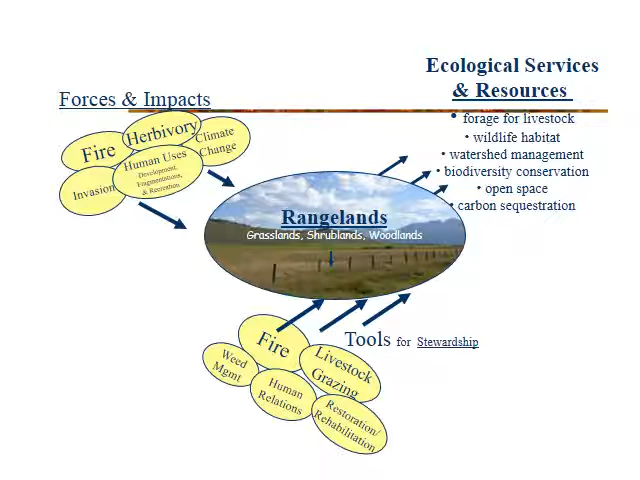 Ecological Services
& Resources
• forage for livestock
• wildlife habitat
• watershed management
• biodiversity conservation
• open space
• carbon sequestration
Forces & Impacts
Fire
Herbivory
Climate
Change
Invasion
Human Uses
Development,
Fragmentations,
& Recreation
Rangelands
Grasslands, Shrublands, Woodlands
Tools for Stewardship
Fire
Weed
Mgmt
Livestock
Grazing
Human
Relations
Restoration/
Rehabilitation